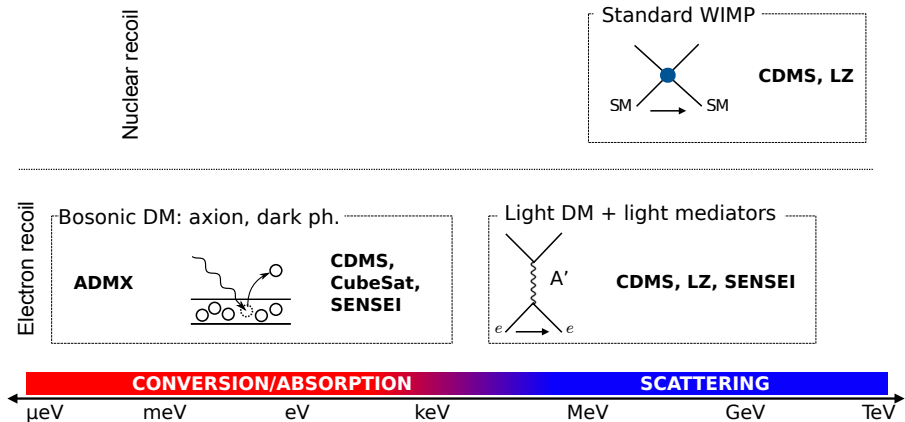 Nuclear recoil
Standard WIMP
CDMS, LZ
SM
SM
Electron recoil
Bosonic DM: axion, dark ph.
ADMX
CDMS,
CubeSat,
SENSEI
Light DM + light mediators
A’
CDMS, LZ, SENSEI
e
e
CONVERSION/ABSORPTION
SCATTERING
μeV meV eV keV MeV GeV TeV